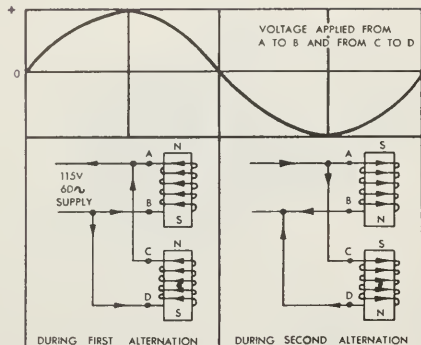 +
VOLTAGE APPLIED FROM
A TO B AND FROM C TO D
0
N
A
115V
60∿
SUPPLY
B
S
N
C
D
S
DURING FIRST ALTERNATION
S
A
B
N
S
C
D
N
DURING SECOND ALTERNATION